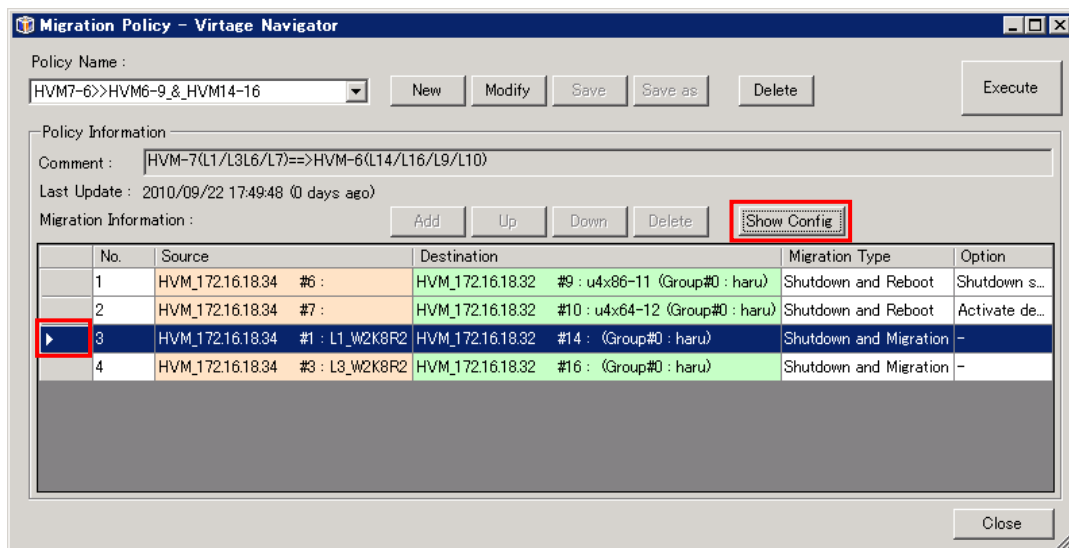 Migration Policy - Virtage Navigator
Policy Name :
HVM7-6>>HVM6-9_&_HVM14-16 New Modify Save Save as Delete Execute
Policy Information
Comment : HVM-7(L1/L3L6/L7)==>HVM-6(L14/L16/L9/L10)
Last Update : 2010/09/22 17:49:48 (0 days ago)
Migration Information : Add Up Down Delete Show Config
No. Source Destination Migration Type Option
1 HVM_172.16.18.34 #6 : HVM_172.16.18.32 #9 : u4x86-11 (Group#0 : haru) Shutdown and Reboot Shutdown s...
2 HVM_172.16.18.34 #7 : HVM_172.16.18.32 #10 : u4x64-12 (Group#0 : haru) Shutdown and Reboot Activate de...
3 HVM_172.16.18.34 #1 : L1_W2K8R2 HVM_172.16.18.32 #14 : (Group#0 : haru) Shutdown and Migration -
4 HVM_172.16.18.34 #3 : L3_W2K8R2 HVM_172.16.18.32 #16 : (Group#0 : haru) Shutdown and Migration -
Close